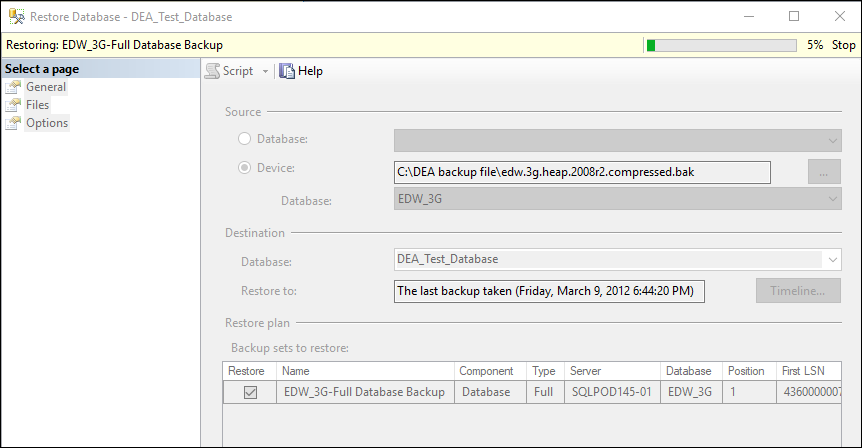 Restore Database - DEA_Test_Database
Restoring: EDW_3G-Full Database Backup 5% Stop
Select a page
General
Files
Options
Script Help
Source
Database:
Device: C:\DEA backup file\edw.3g.heap.2008r2.compressed.bak ...
Database: EDW_3G
Destination
Database: DEA_Test_Database
Restore to: The last backup taken (Friday, March 9, 2012 6:44:20 PM) Timeline...
Restore plan
Backup sets to restore:
Restore Name Component Type Server Database Position First LSN
EDW_3G-Full Database Backup Database Full SQLPOD145-01 EDW_3G 1 4360000007